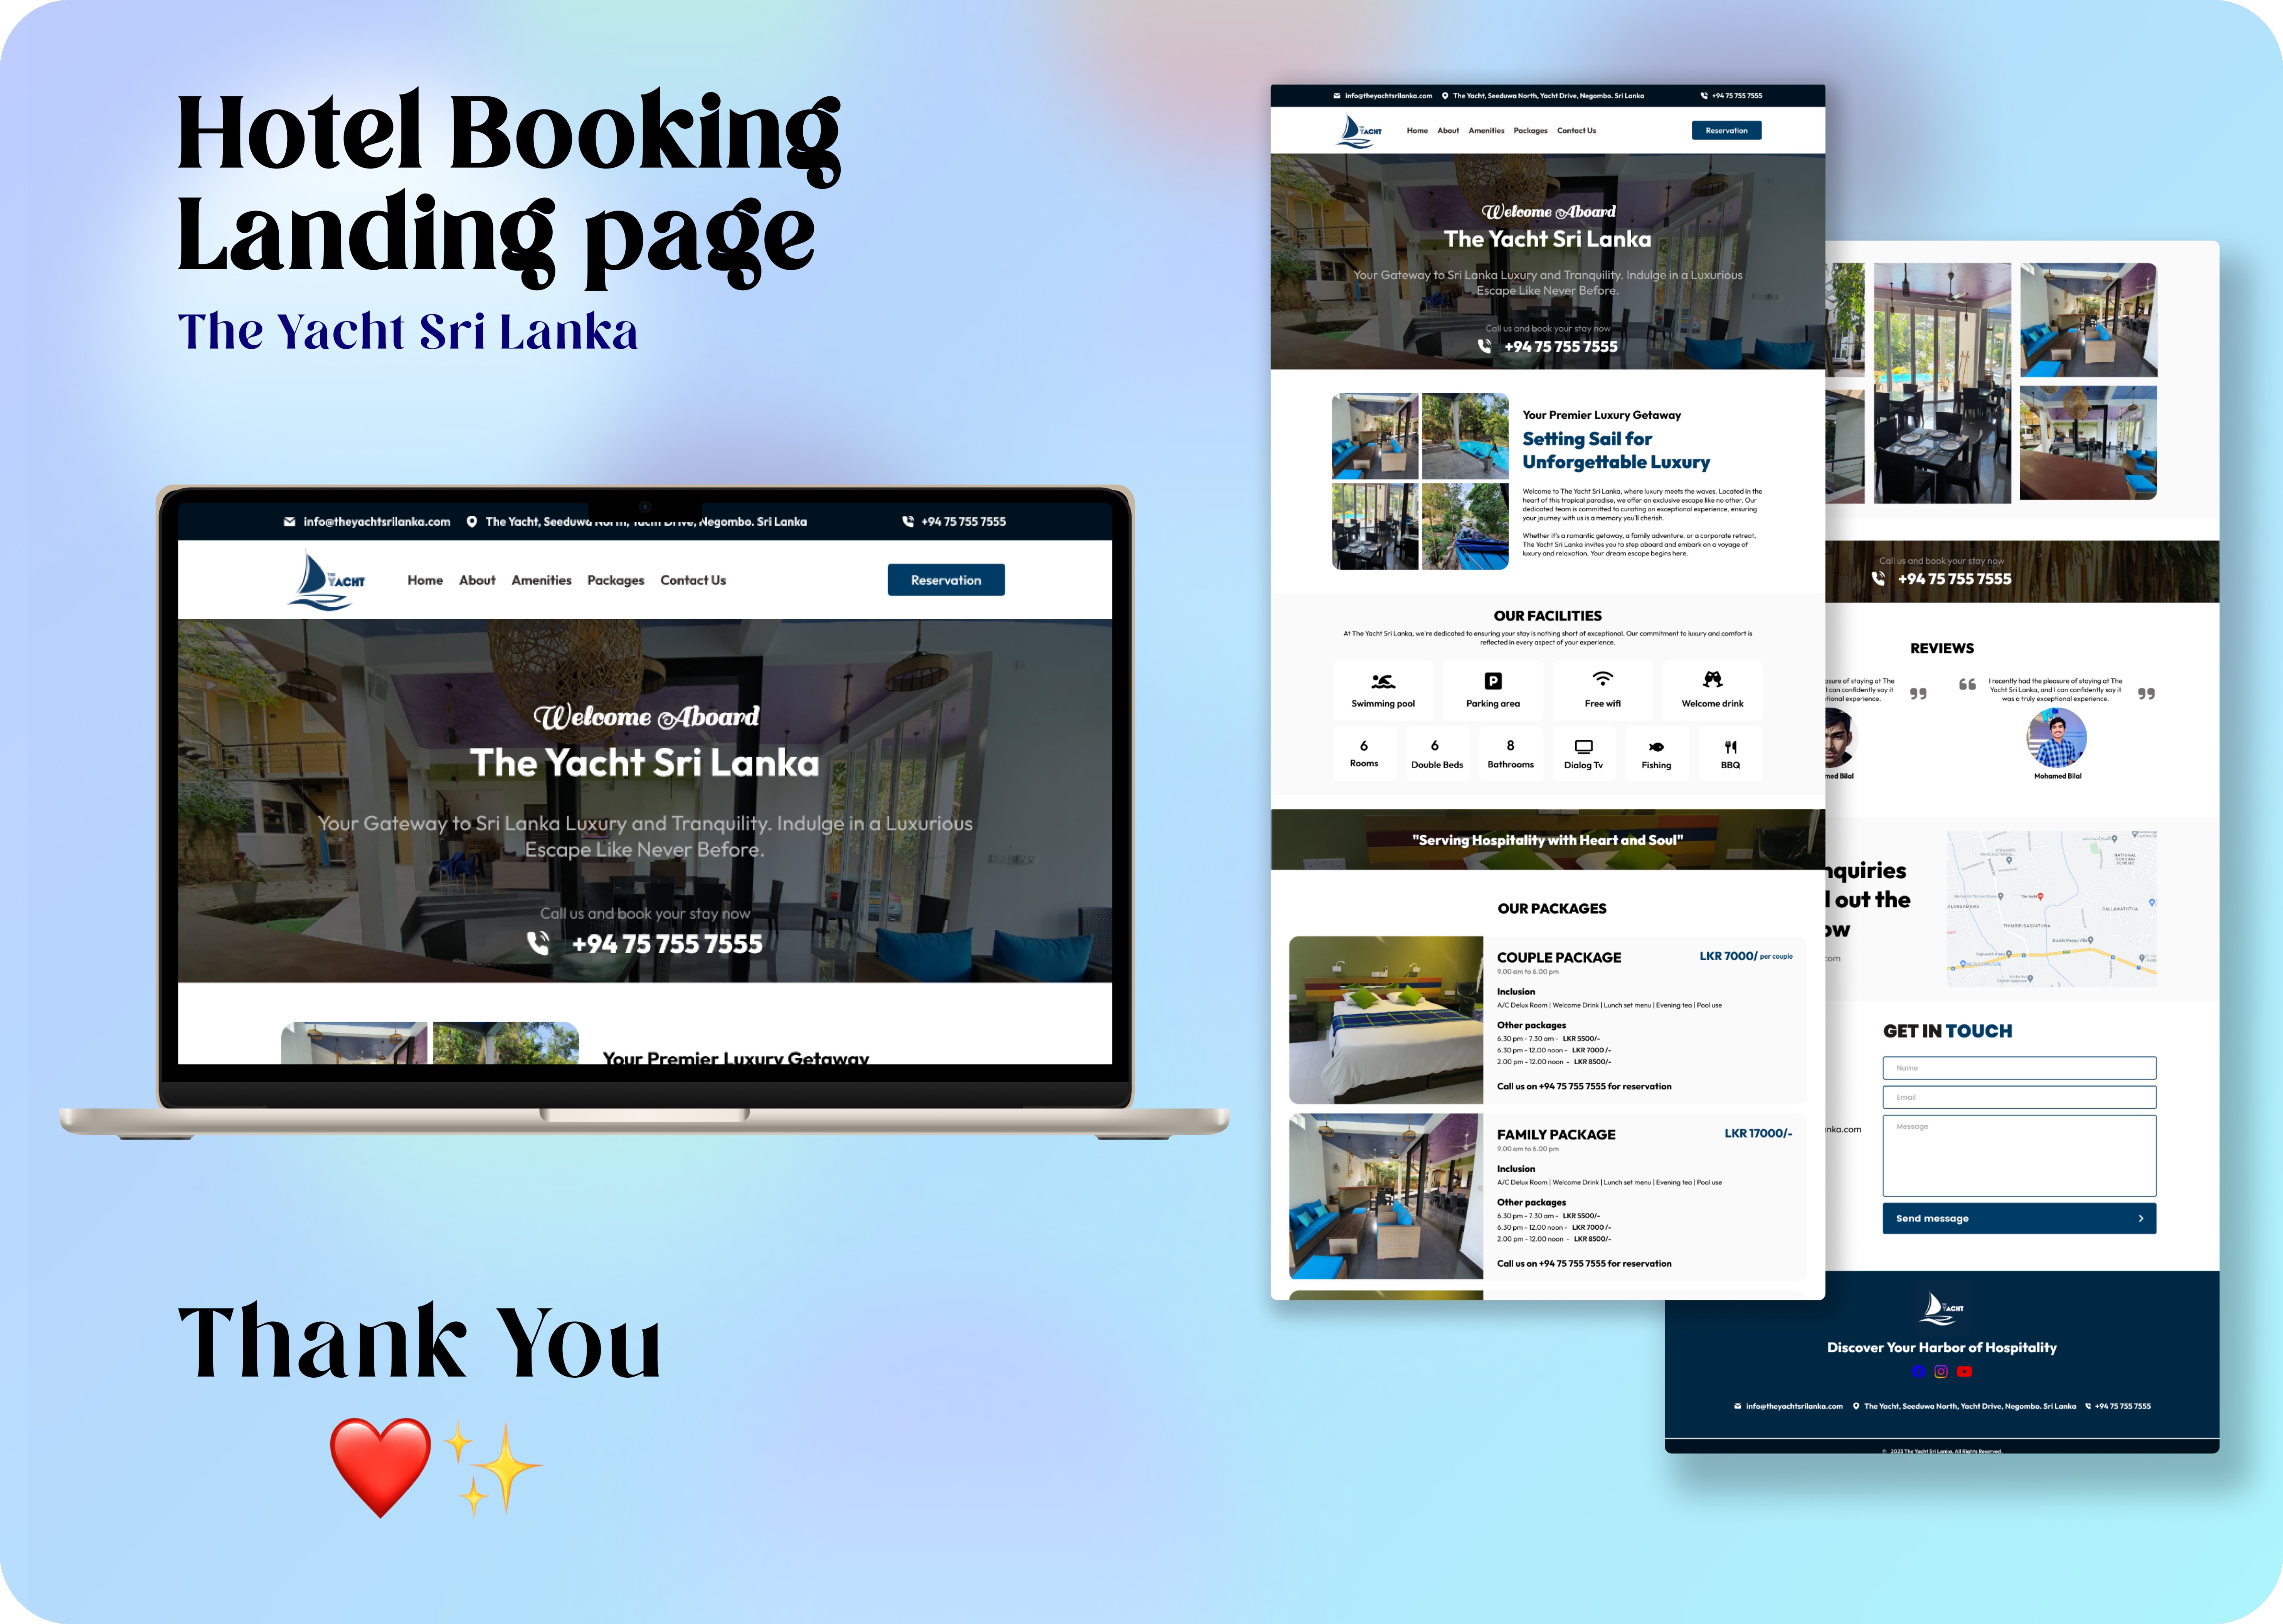 Hotel Booking
Landing page
The Yacht Sri Lanka
info@theyachtsrilanka.com The Yacht, Seeduwa North, Yacht Drive, Negombo. Sri Lanka +94 75 755 7555
THE YACHT Home About Amenities Packages Contact Us Reservation
Welcome Aboard
The Yacht Sri Lanka
Your Gateway to Sri Lanka Luxury and Tranquility. Indulge in a Luxurious
Escape Like Never Before.
Call us and book your stay now
+94 75 755 7555
Your Premier Luxury Getaway
Thank You
info@theyachtsrilanka.com The Yacht, Seeduwa North, Yacht Drive, Negombo. Sri Lanka +94 75 755 7555
THE YACHT Home About Amenities Packages Contact Us Reservation
Welcome Aboard
The Yacht Sri Lanka
Your Gateway to Sri Lanka Luxury and Tranquility. Indulge in a Luxurious
Escape Like Never Before.
Call us and book your stay now
+94 75 755 7555
Your Premier Luxury Getaway
Setting Sail for
Unforgettable Luxury
Welcome to The Yacht Sri Lanka, where luxury meets the waves. Located in the
heart of this tropical paradise, we offer an exclusive escape like no other. Our
dedicated team is committed to curating an exceptional experience, ensuring
your journey with us is a memory you'll cherish.
Whether it's a romantic getaway, a family adventure, or a corporate retreat,
The Yacht Sri Lanka invites you to step aboard and embark on a voyage of
luxury and relaxation. Your dream escape begins here.
OUR FACILITIES
At The Yacht Sri Lanka, we're dedicated to ensuring your stay is nothing short of exceptional. Our commitment to luxury and comfort is
reflected in every aspect of your experience.
Swimming pool Parking area Free wifi Welcome drink
6 6 8
Rooms Double Beds Bathrooms Dialog Tv Fishing BBQ
"Serving Hospitality with Heart and Soul"
OUR PACKAGES
COUPLE PACKAGE LKR 7000/ per couple
9.00 am to 6.00 pm
Inclusion
A/C Delux Room | Welcome Drink | Lunch set menu | Evening tea | Pool use
Other packages
6.30 pm - 7.30 am - LKR 5500/-
6.30 pm - 12.00 noon - LKR 7000 /-
2.00 pm - 12.00 noon - LKR 8500/-
Call us on +94 75 755 7555 for reservation
FAMILY PACKAGE LKR 17000/-
9.00 am to 6.00 pm
Inclusion
A/C Delux Room | Welcome Drink | Lunch set menu | Evening tea | Pool use
Other packages
6.30 pm - 7.30 am - LKR 5500/-
6.30 pm - 12.00 noon - LKR 7000 /-
2.00 pm - 12.00 noon - LKR 8500/-
Call us on +94 75 755 7555 for reservation
Call us and book your stay now
+94 75 755 7555
REVIEWS
asure of staying at The
I can confidently say it
tional experience.
med Bilal
I recently had the pleasure of staying at The
Yacht Sri Lanka, and I can confidently say it
was a truly exceptional experience.
Mohamed Bilal
nquiries
l out the
ow
com
The Yacht
THIMBIRIGASKATUWA
GET IN TOUCH
Name
Email
Message
nka.com
Send message
THE YACHT
Discover Your Harbor of Hospitality
info@theyachtsrilanka.com The Yacht, Seeduwa North, Yacht Drive, Negombo. Sri Lanka +94 75 755 7555
© 2023 The Yacht Sri Lanka. All Rights Reserved.